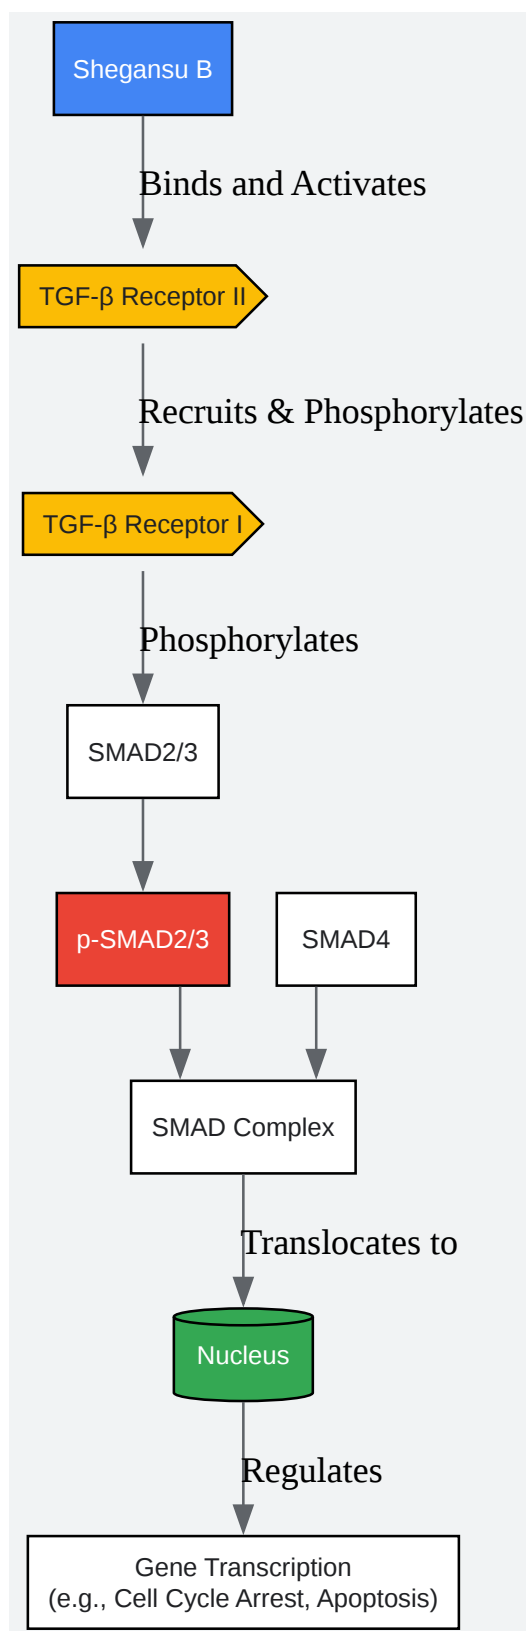 Shegansu B
Binds and Activates
TGF-β Receptor II
Recruits & Phosphorylates
TGF-β Receptor I
Phosphorylates
SMAD2/3
p-SMAD2/3
SMAD4
SMAD Complex
Translocates to
Nucleus
Regulates
Gene Transcription
(e.g., Cell Cycle Arrest, Apoptosis)